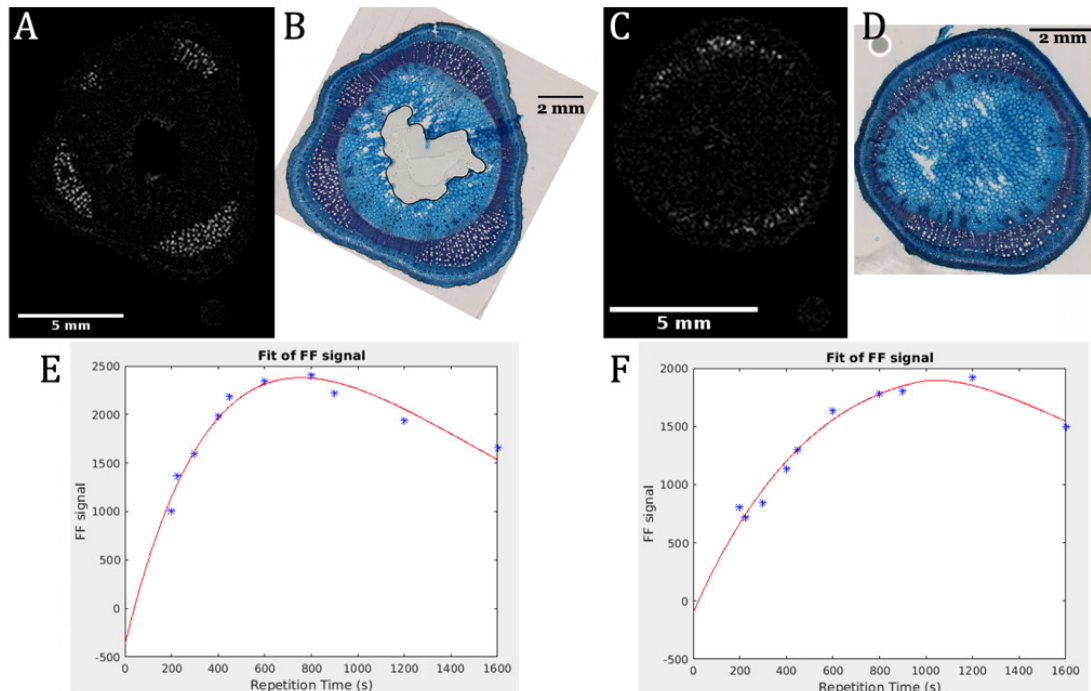 A
B
C
D
2 mm
2 mm
5 mm
5 mm
E
Fit of FF signal
2500
2000
1500
1000
500
0
-500
0 200 400 600 800 1000 1200 1400 1600
FF signal
Repetition Time (s)
F
Fit of FF signal
2000
1500
1000
500
0
-500
0 200 400 600 800 1000 1200 1400 1600
FF signal
Repetition Time (s)